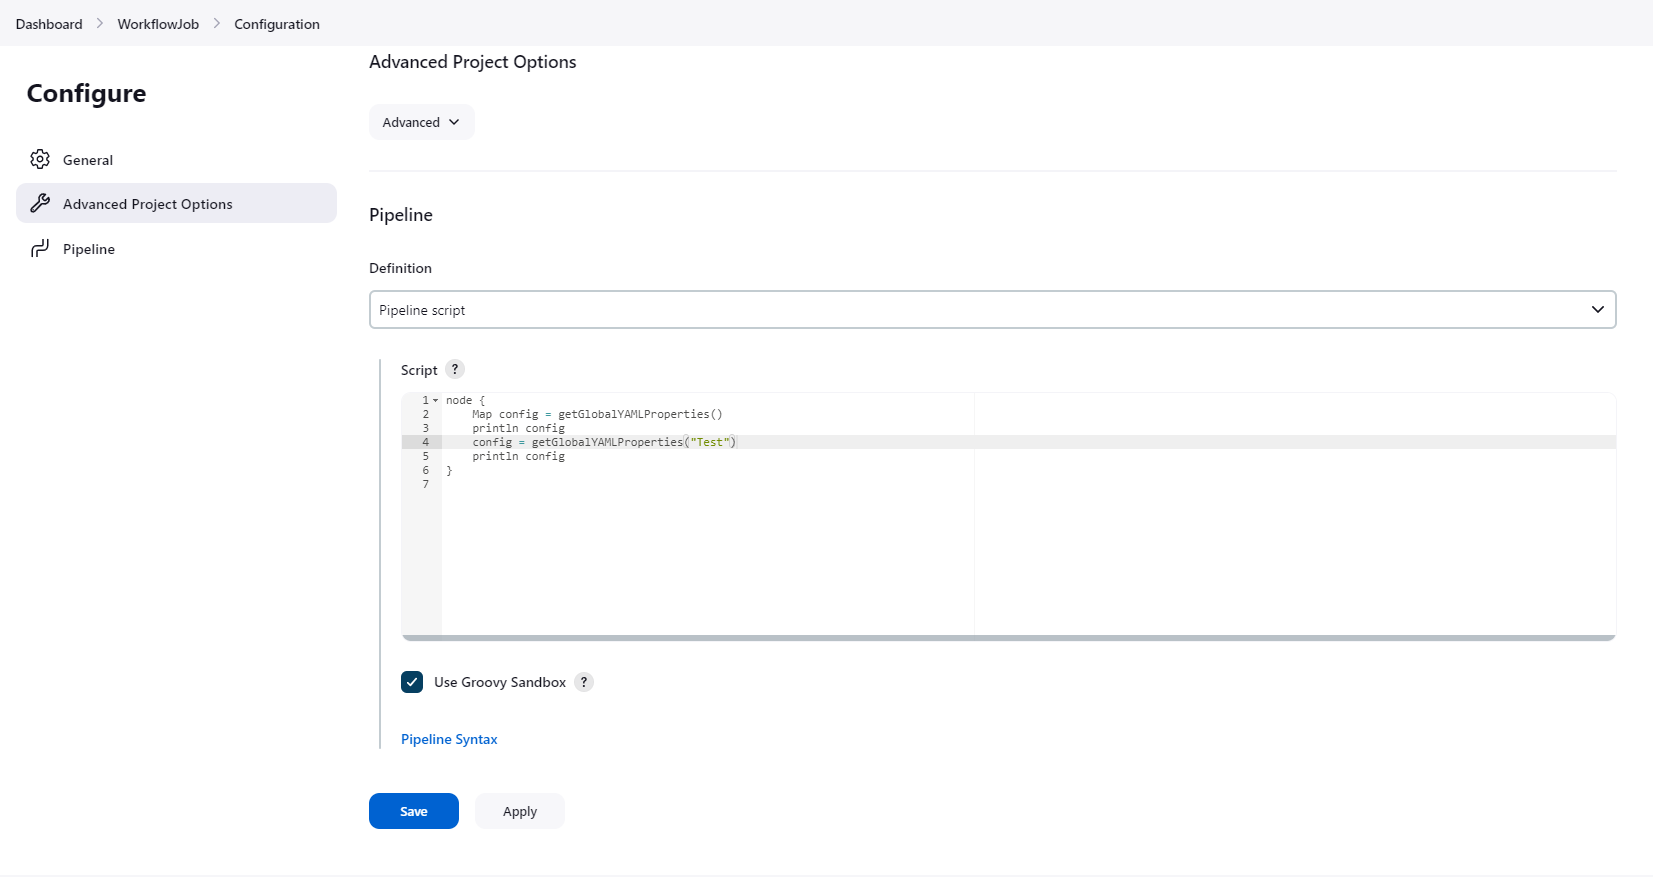 Dashboard > WorkflowJob > Configuration
Configure
General
Advanced Project Options
Pipeline
Advanced Project Options
Advanced
Pipeline
Definition
Pipeline script
Script ?
1 node {
2     Map config = getGlobalYAMLProperties()
3     println config
4     config = getGlobalYAMLProperties("Test")
5     println config
6 }
7
Use Groovy Sandbox ?
Pipeline Syntax
Save Apply